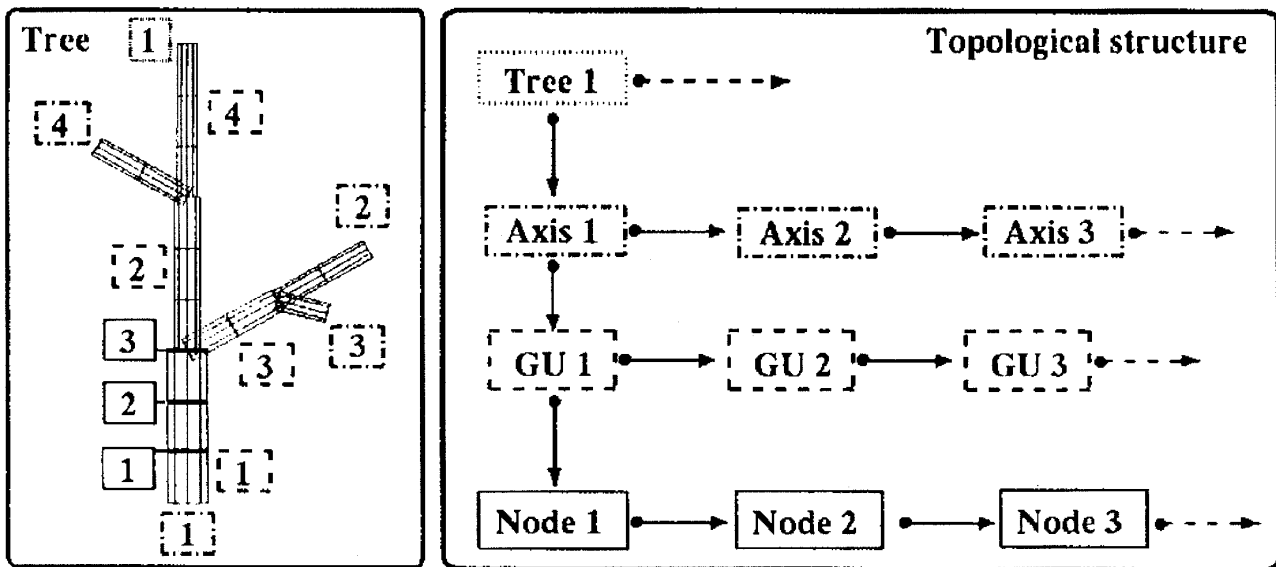 Tree
1
4
4
2
2
3
3
3
2
1
1
1
Topological structure
Tree 1
Axis 1 Axis 2 Axis 3
GU 1 GU 2 GU 3
Node 1 Node 2 Node 3